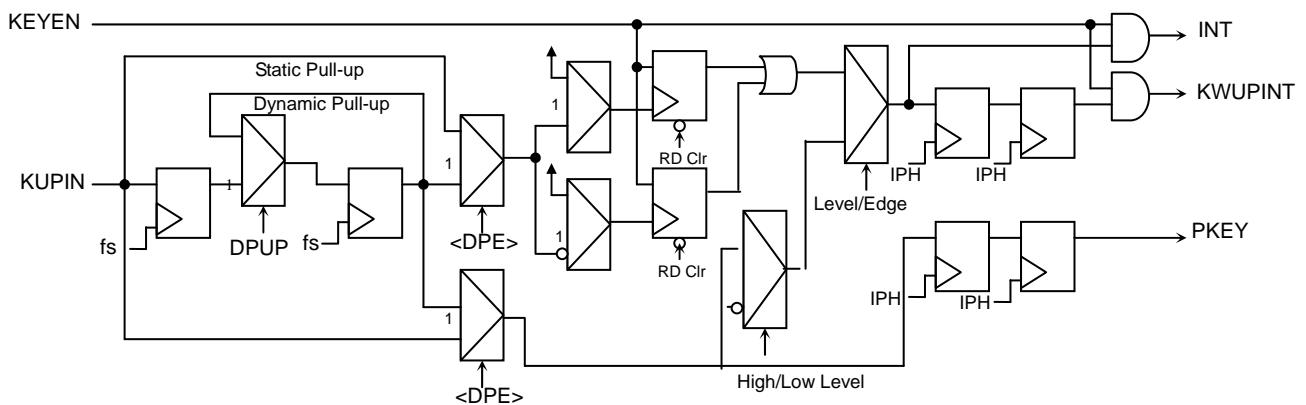 KEYEN
INT
Static Pull-up
Dynamic Pull-up
1
KWUPINT
RD Clr
1
KUPIN
1
IPH
IPH
Level/Edge
fs
DPUP
fs
<DPE>
1
RD Clr
PKEY
1
IPH
IPH
High/Low Level
<DPE>